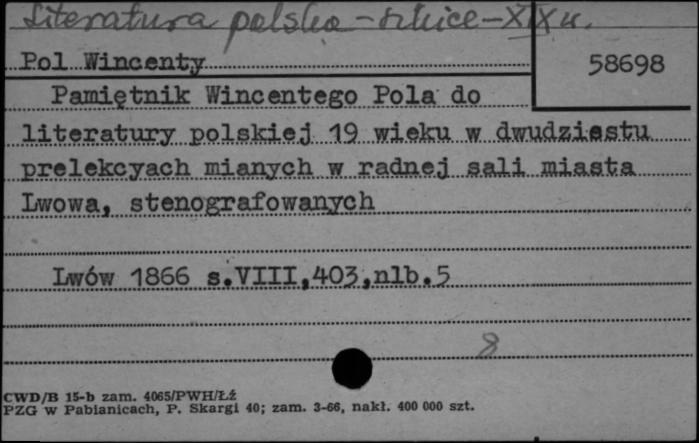 Literatura polska - szkice - XIX w.
Pol Wincenty
58698
Pamiętnik Wincentego Pola do
literatury polskiej 19 wieku w dwudziestu
prelekcyach mianych w radnej sali miasta
Lwowa, stenografowanych
Lwów 1866 s.VIII,403,nlb.5
8
CWD/B 15-b zam. 4065/PWH/Łź
PZG w Pabianicach, P. Skargi 40; zam. 3-66, nakł. 400 000 szt.